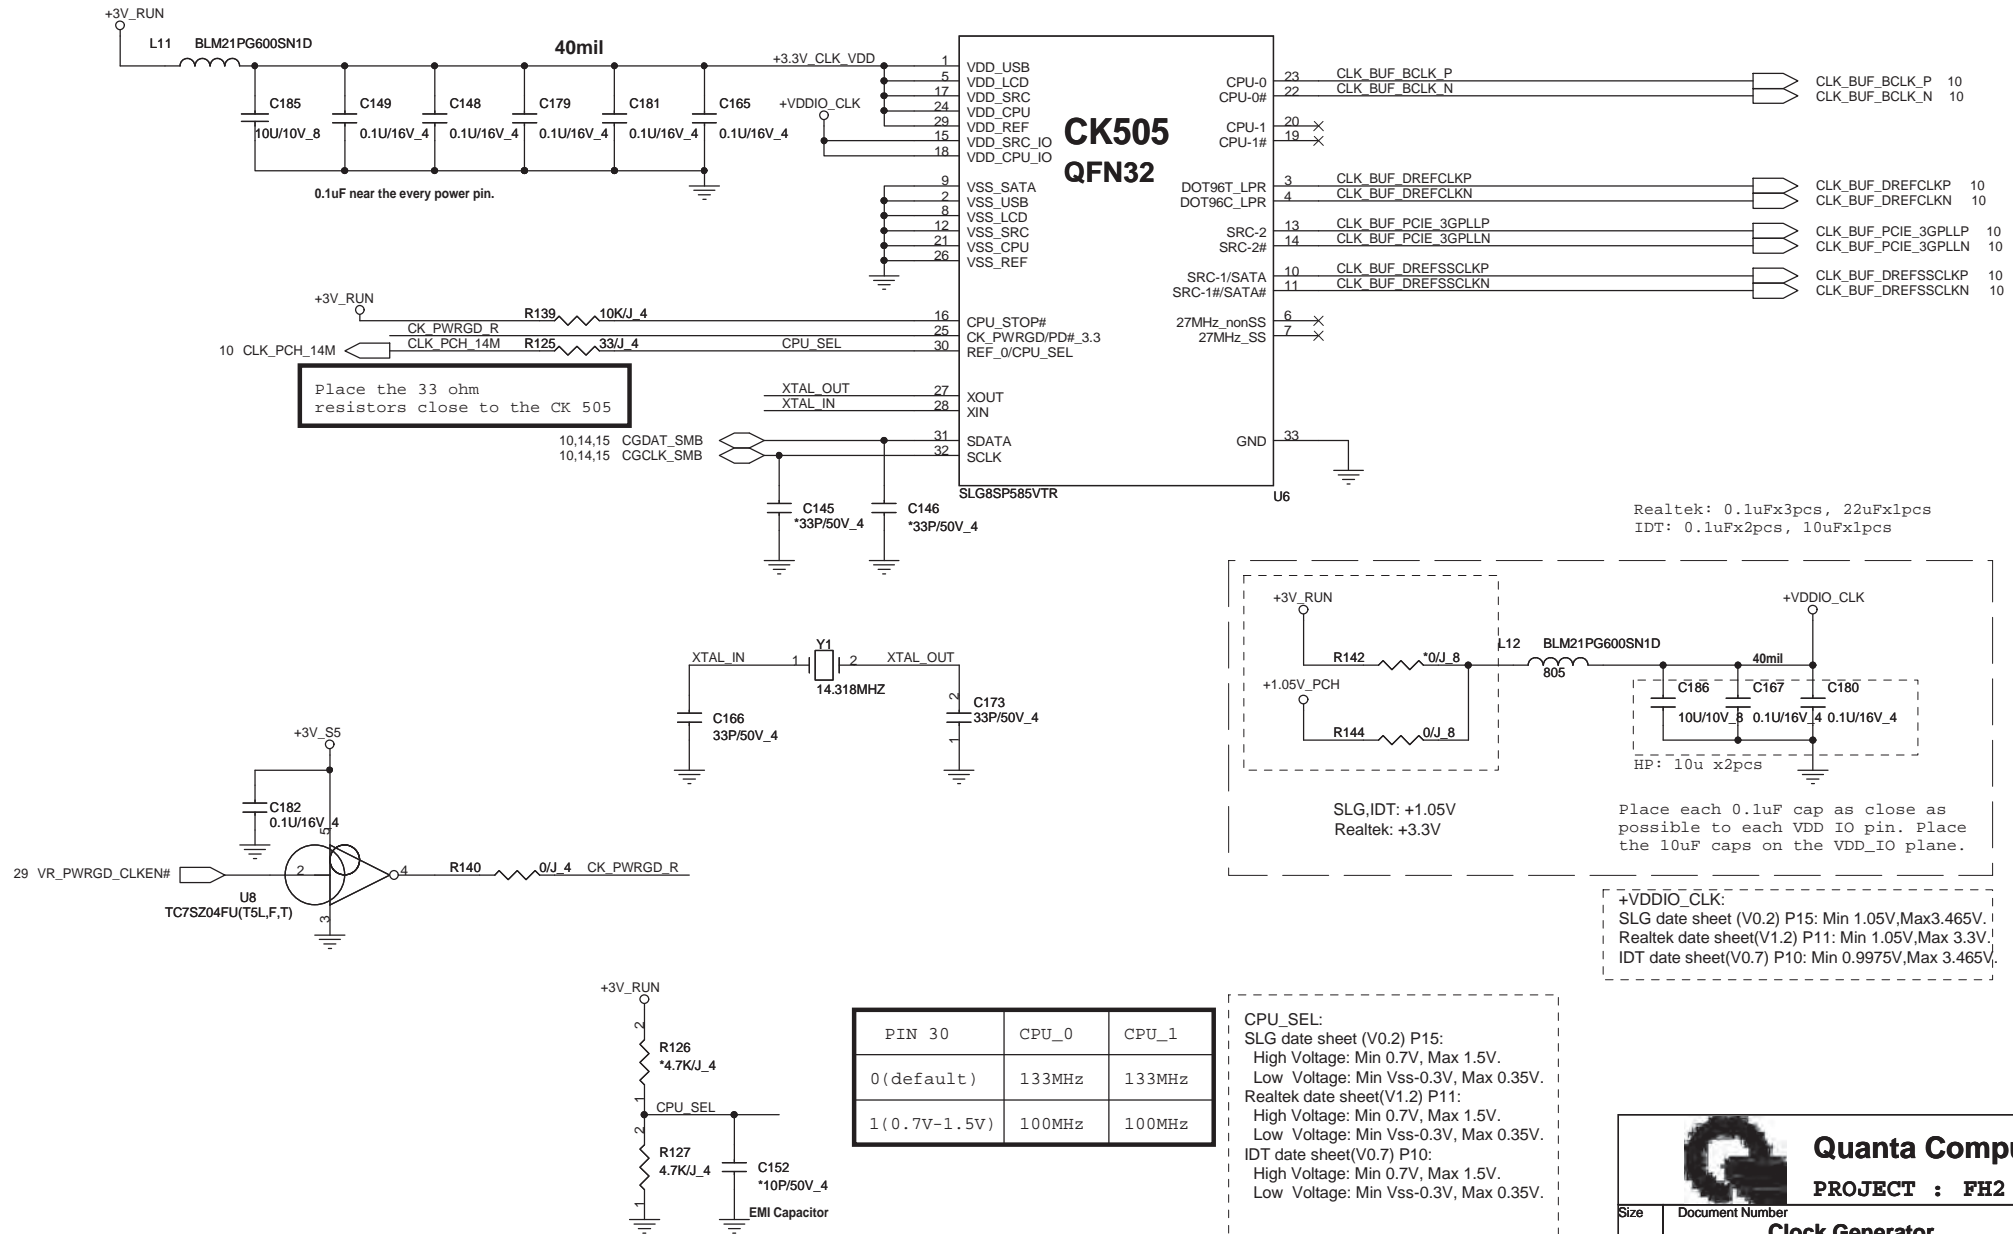 +3V_RUN
L11 BLM21PG600SN1D
40mil
+3.3V_CLK_VDD
+VDDIO_CLK
C185
10U/10V_8
C149
0.1U/16V_4
C148
0.1U/16V_4
C179
0.1U/16V_4
C181
0.1U/16V_4
C165
0.1U/16V_4
0.1uF near the every power pin.
CK505
QFN32
1 VDD_USB
5 VDD_LCD
17 VDD_SRC
24 VDD_CPU
29 VDD_REF
15 VDD_SRC_IO
18 VDD_CPU_IO
9 VSS_SATA
2 VSS_USB
8 VSS_LCD
12 VSS_SRC
21 VSS_CPU
26 VSS_REF
CPU-0 23 CLK_BUF_BCLK_P CLK_BUF_BCLK_P 10
CPU-0# 22 CLK_BUF_BCLK_N CLK_BUF_BCLK_N 10
CPU-1 20
CPU-1# 19
DOT96T_LPR 3 CLK_BUF_DREFCLKP CLK_BUF_DREFCLKP 10
DOT96C_LPR 4 CLK_BUF_DREFCLKN CLK_BUF_DREFCLKN 10
SRC-2 13 CLK_BUF_PCIE_3GPLLP CLK_BUF_PCIE_3GPLLP 10
SRC-2# 14 CLK_BUF_PCIE_3GPLLN CLK_BUF_PCIE_3GPLLN 10
SRC-1/SATA 10 CLK_BUF_DREFSSCLKP CLK_BUF_DREFSSCLKP 10
SRC-1#/SATA# 11 CLK_BUF_DREFSSCLKN CLK_BUF_DREFSSCLKN 10
27MHz_nonSS 6
27MHz_SS 7
+3V_RUN
R139 10K/J_4 16 CPU_STOP#
CK_PWRGD_R 25 CK_PWRGD/PD#_3.3
10 CLK_PCH_14M CLK_PCH_14M R125 33/J_4 CPU_SEL 30 REF_0/CPU_SEL
Place the 33 ohm
resistors close to the CK 505
XTAL_OUT 27 XOUT
XTAL_IN 28 XIN
10,14,15 CGDAT_SMB 31 SDATA
10,14,15 CGCLK_SMB 32 SCLK
GND 33
SLG8SP585VTR
U6
C145
*33P/50V_4
C146
*33P/50V_4
Realtek: 0.1uFx3pcs, 22uFx1pcs
IDT: 0.1uFx2pcs, 10uFx1pcs
+3V_RUN
+VDDIO_CLK
R142 *0/J_8
L12 BLM21PG600SN1D
805
40mil
+1.05V_PCH
R144 0/J_8
C186
10U/10V_8
C167
0.1U/16V_4
C180
0.1U/16V_4
HP: 10u x2pcs
SLG,IDT: +1.05V
Realtek: +3.3V
Place each 0.1uF cap as close as
possible to each VDD IO pin. Place
the 10uF caps on the VDD_IO plane.
XTAL_IN 1 Y1 2 XTAL_OUT
14.318MHZ
C166
33P/50V_4
2 C173
33P/50V_4
1
+3V_S5
C182
0.1U/16V_4
5
29 VR_PWRGD_CLKEN# 2 4 R140 0/J_4 CK_PWRGD_R
U8
TC7SZ04FU(T5L,F,T)
3
+VDDIO_CLK:
SLG date sheet (V0.2) P15: Min 1.05V,Max3.465V.
Realtek date sheet(V1.2) P11: Min 1.05V,Max 3.3V.
IDT date sheet(V0.7) P10: Min 0.9975V,Max 3.465V.
+3V_RUN
2
R126
*4.7K/J_4
1
CPU_SEL
2
R127
4.7K/J_4
1
C152
*10P/50V_4
EMI Capacitor
PIN 30 CPU_0 CPU_1
0(default) 133MHz 133MHz
1(0.7V-1.5V) 100MHz 100MHz
CPU_SEL:
SLG date sheet (V0.2) P15:
High Voltage: Min 0.7V, Max 1.5V.
Low Voltage: Min Vss-0.3V, Max 0.35V.
Realtek date sheet(V1.2) P11:
High Voltage: Min 0.7V, Max 1.5V.
Low Voltage: Min Vss-0.3V, Max 0.35V.
IDT date sheet(V0.7) P10:
High Voltage: Min 0.7V, Max 1.5V.
Low Voltage: Min Vss-0.3V, Max 0.35V.
Quanta Compu
PROJECT : FH2
Size Document Number
Clock Generator